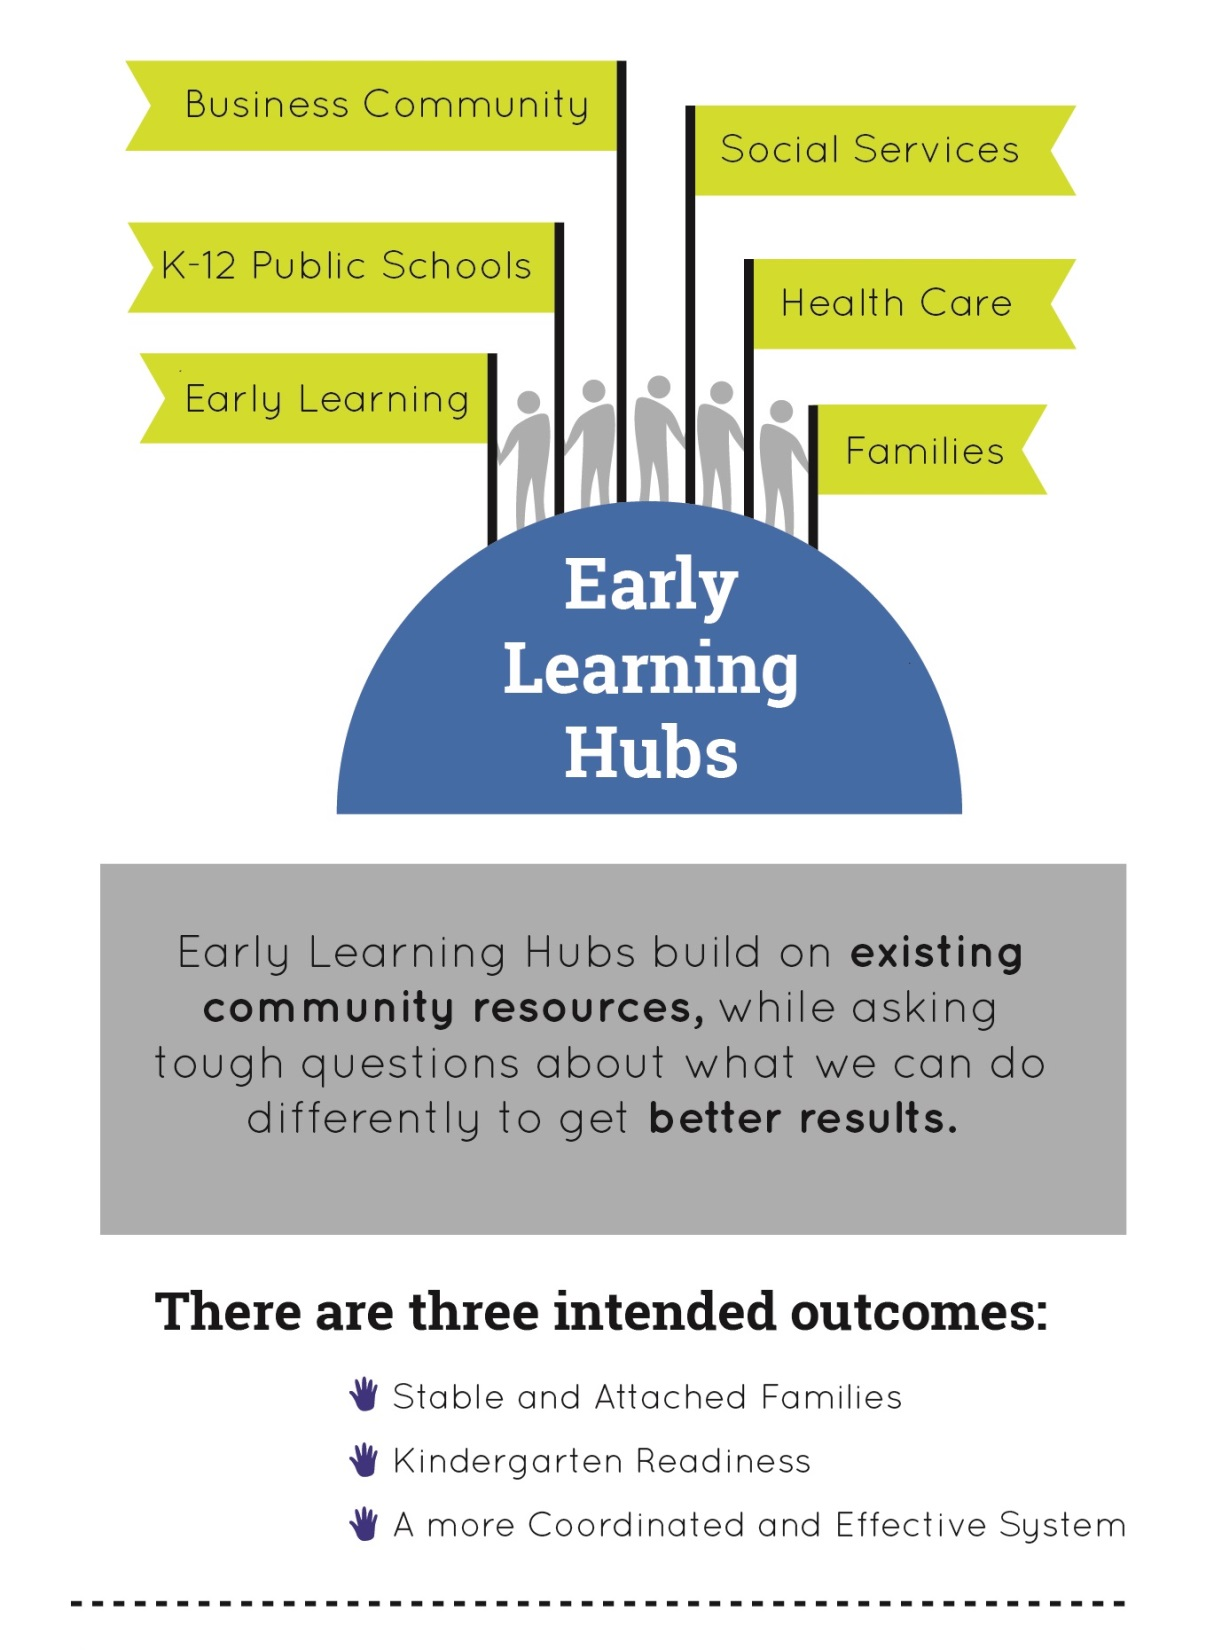 Business Community
Social Services
K-12 Public Schools
Health Care
Early Learning
Families
Early
Learning
Hubs
Early Learning Hubs build on existing
community resources, while asking
tough questions about what we can do
differently to get better results.
There are three intended outcomes:
Stable and Attached Families
Kindergarten Readiness
A more Coordinated and Effective System